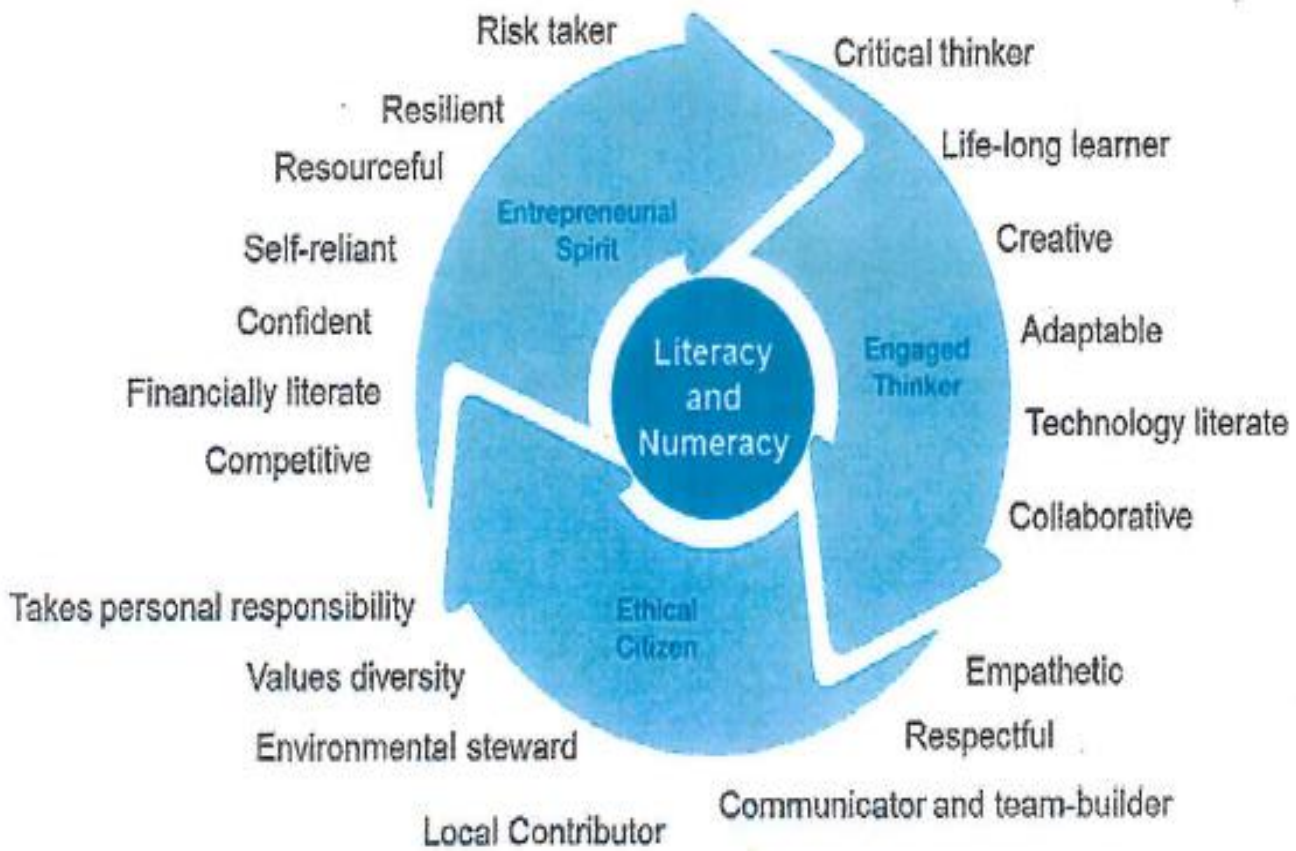 Risk taker
Critical thinker
Resilient
Life-long learner
Resourceful
Entrepreneurial
Spirit
Creative
Self-reliant
Confident
Adaptable
Literacy
and
Numeracy
Engaged
Thinker
Financially literate
Technology literate
Competitive
Collaborative
Takes personal responsibility
Ethical
Citizen
Values diversity
Empathetic
Environmental steward
Respectful
Communicator and team-builder
Local Contributor